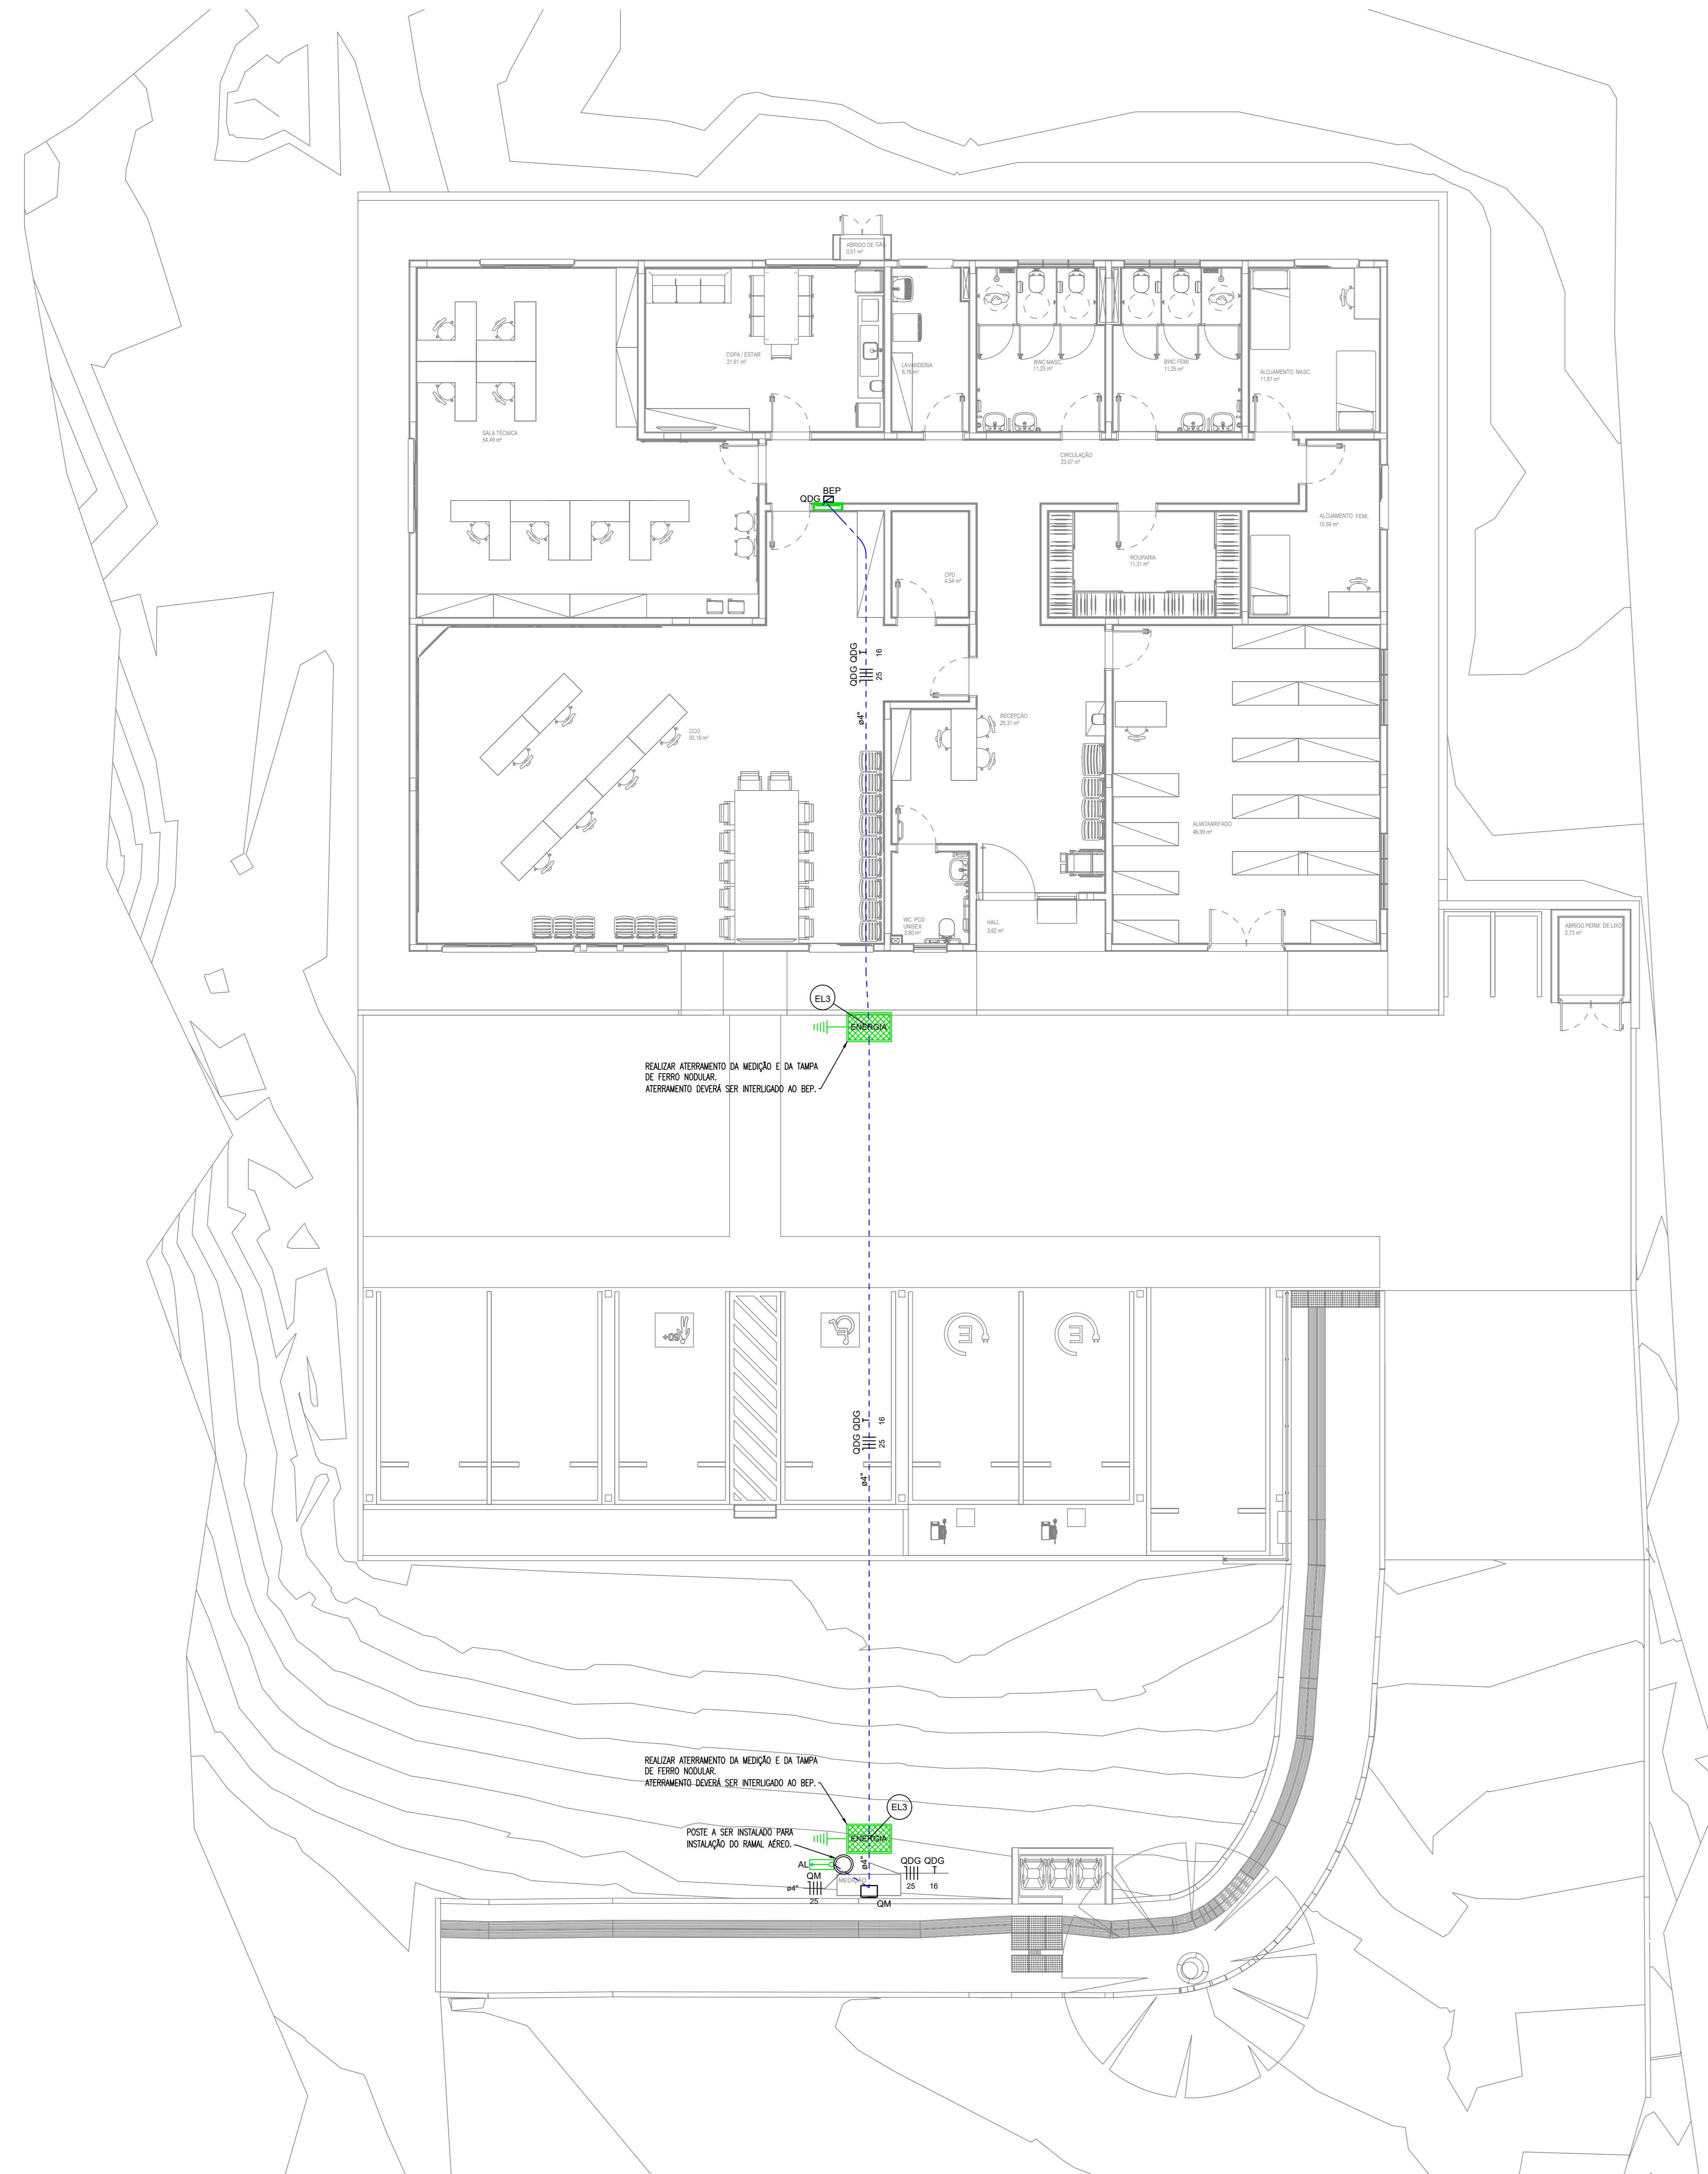 ABRIGO DE GÁS
0,51 m²
COPA / ESTAR
21,61 m²
LAVANDERIA
6,76 m²
BWC MASC.
11,25 m²
BWC FEMI.
11,25 m²
ALOJAMENTO MASC.
11,87 m²
SALA TÉCNICA
54,49 m²
CIRCULAÇÃO
23,07 m²
BEP
QDG
ALOJAMENTO FEMI.
10,59 m²
ROUPARIA
11,31 m²
CPD
4,54 m²
QDG QDG
25 16
ø4"
RECEPÇÃO
25,31 m²
CCO
93,16 m²
ALMOXARIFADO
46,99 m²
WC. PCD
UNISEX
3,80 m²
HALL
3,62 m²
ABRIGO PERM. DE LIXO
2,73 m²
EL3
ENERGIA
REALIZAR ATERRAMENTO DA MEDIÇÃO E DA TAMPA
DE FERRO NODULAR.
ATERRAMENTO DEVERÁ SER INTERLIGADO AO BEP.
60+
E
E
QDG QDG
25 16
ø4"
REALIZAR ATERRAMENTO DA MEDIÇÃO E DA TAMPA
DE FERRO NODULAR.
ATERRAMENTO DEVERÁ SER INTERLIGADO AO BEP.
EL3
ENERGIA
POSTE A SER INSTALADO PARA
INSTALAÇÃO DO RAMAL AÉREO.
AL
ø4"
QDG QDG
25 16
QM
ø4"
25
MEDIÇÃO
QM